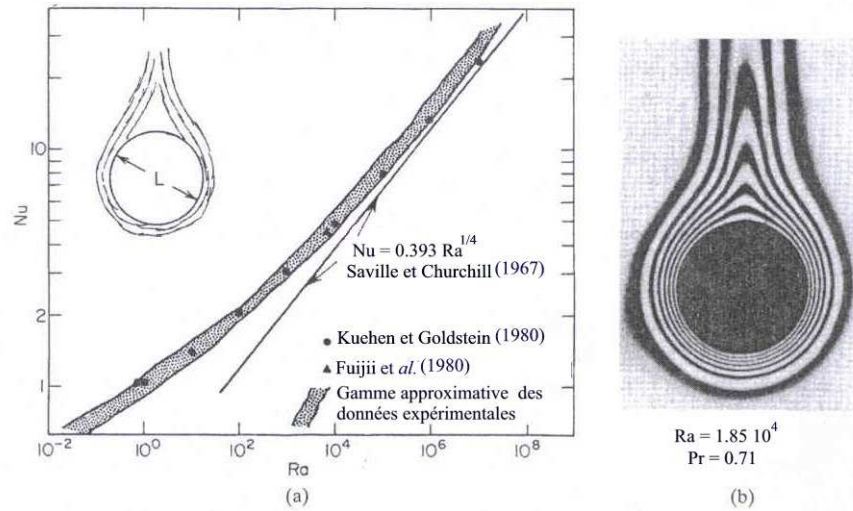 10
2
1
Nu
L
Nu = 0.393 Ra^1/4
Saville et Churchill (1967)
● Kuehen et Goldstein (1980)
▲ Fuijii et al. (1980)
Gamme approximative des
données expérimentales
10^-2 10^0 10^2 10^4 10^6 10^8
Ra
(a)
Ra = 1.85 10^4
Pr = 0.71
(b)